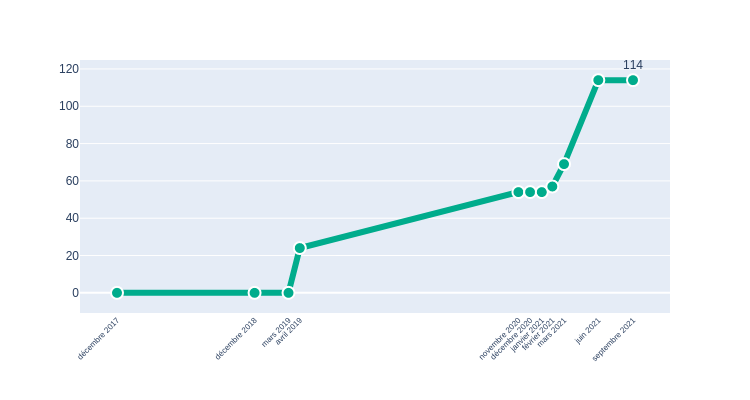 114
120
100
80
60
40
20
0
décembre 2017
décembre 2018
mars 2019
avril 2019
novembre 2020
décembre 2020
janvier 2021
février 2021
mars 2021
juin 2021
septembre 2021